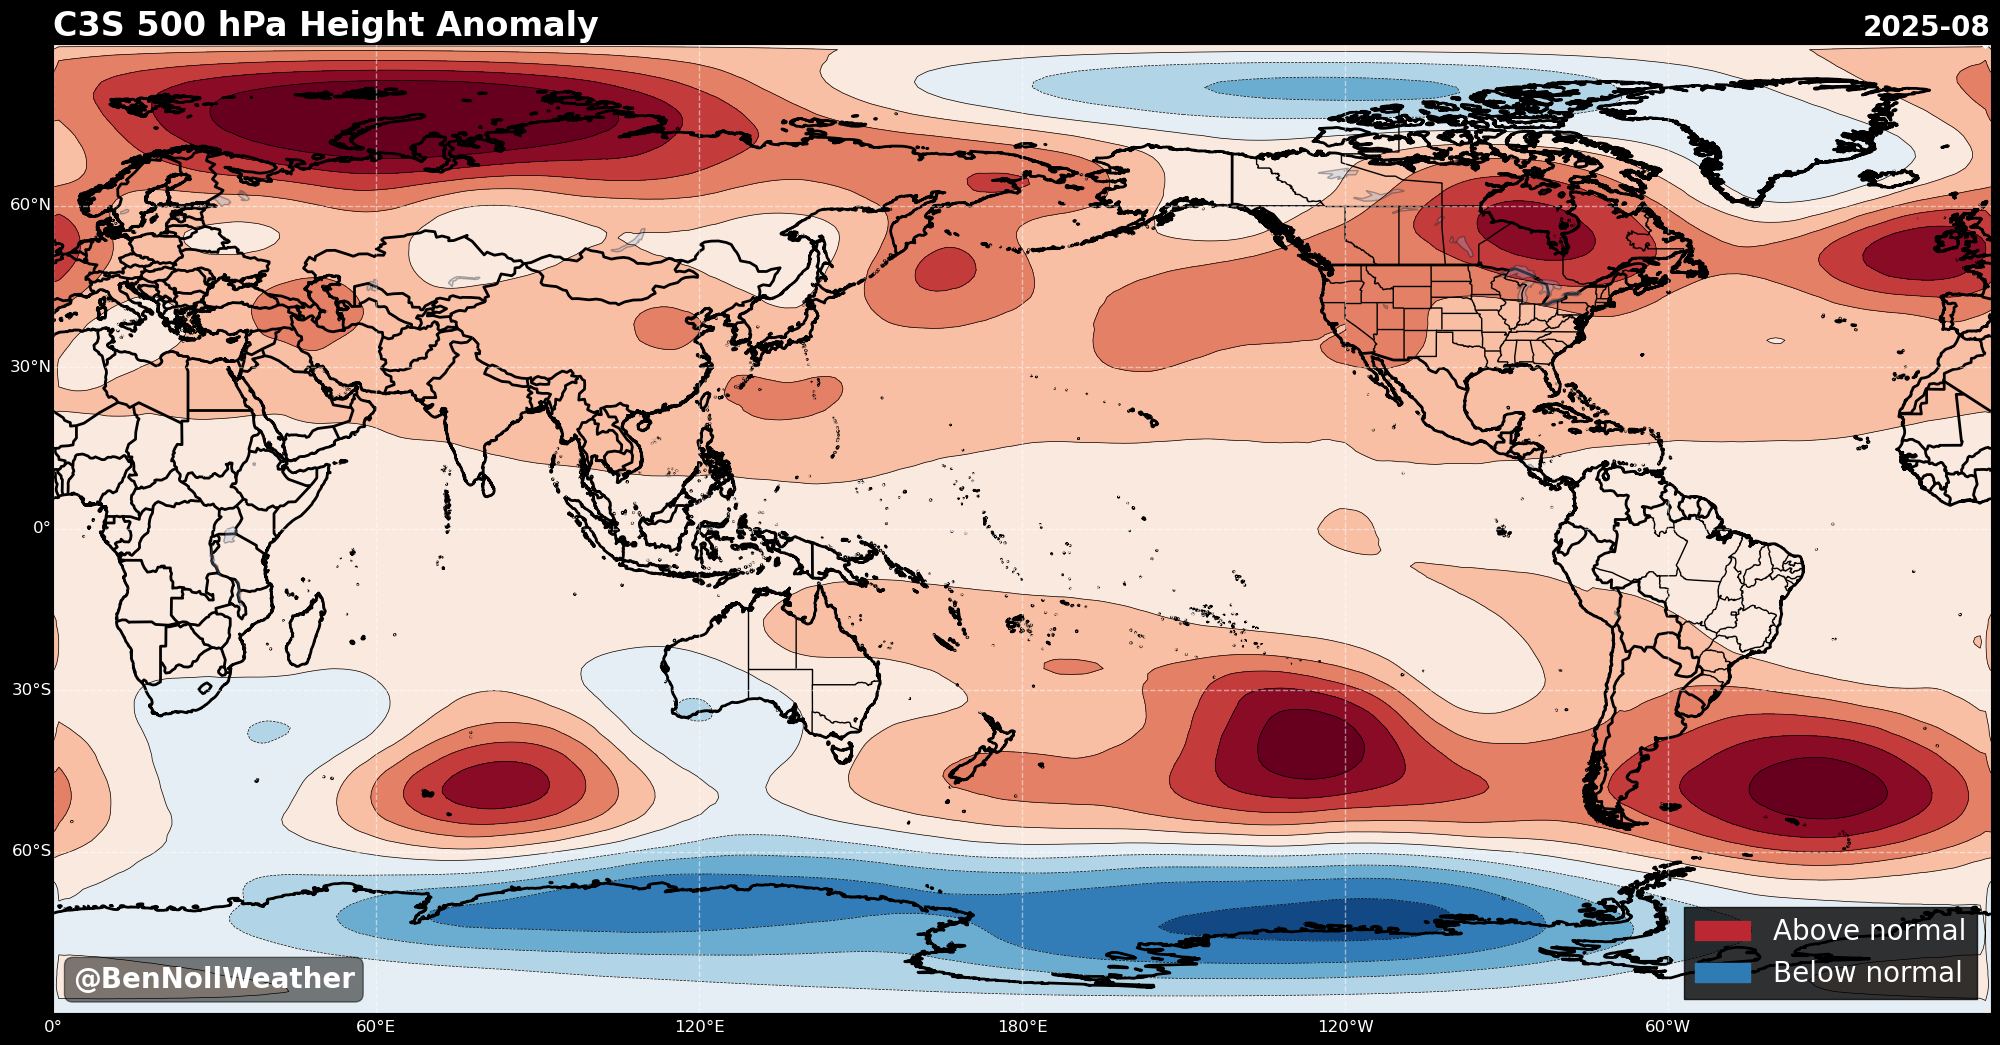 C3S 500 hPa Height Anomaly
2025-08
60°N
30°N
0°
30°S
60°S
Above normal
Below normal
@BenNollWeather
0°
60°E
120°E
180°E
120°W
60°W